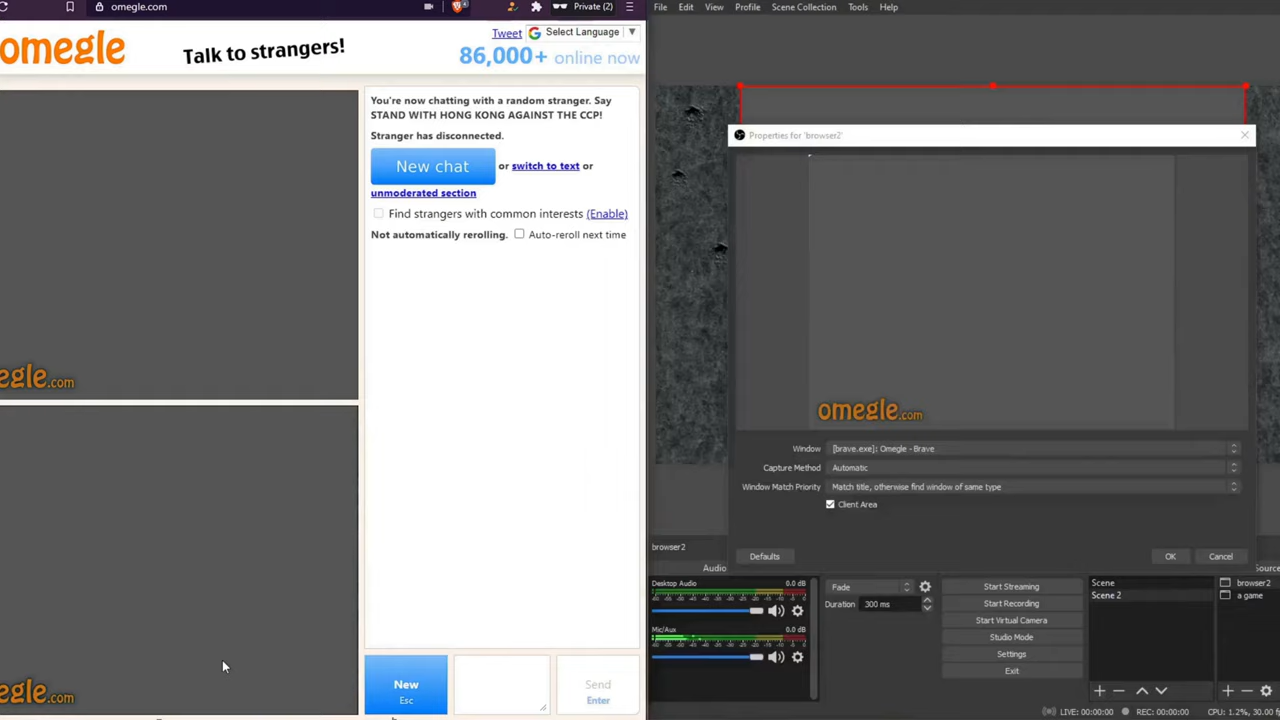 omegle.com
Private (2)
omegle
Talk to strangers!
Tweet
Select Language
86,000+ online now
You're now chatting with a random stranger. Say
STAND WITH HONG KONG AGAINST THE CCP!
Stranger has disconnected.
New chat or switch to text or
unmoderated section
Find strangers with common interests (Enable)
Not automatically rerolling. Auto-reroll next time
egle.com
egle.com
New
Esc
Send
Enter
File Edit View Profile Scene Collection Tools Help
Properties for 'browser2'
omegle.com
Window [brave.exe]: Omegle - Brave
Capture Method Automatic
Window Match Priority Match title, otherwise find window of same type
Client Area
Defaults OK Cancel
browser2
Audio
Source
Desktop Audio 0.0 dB
Mic/Aux 0.0 dB
Fade
Duration 300 ms
Start Streaming
Start Recording
Start Virtual Camera
Studio Mode
Settings
Exit
Scene
Scene 2
browser2
a game
LIVE: 00:00:00 REC: 00:00:00 CPU: 1.2%, 30.00 f